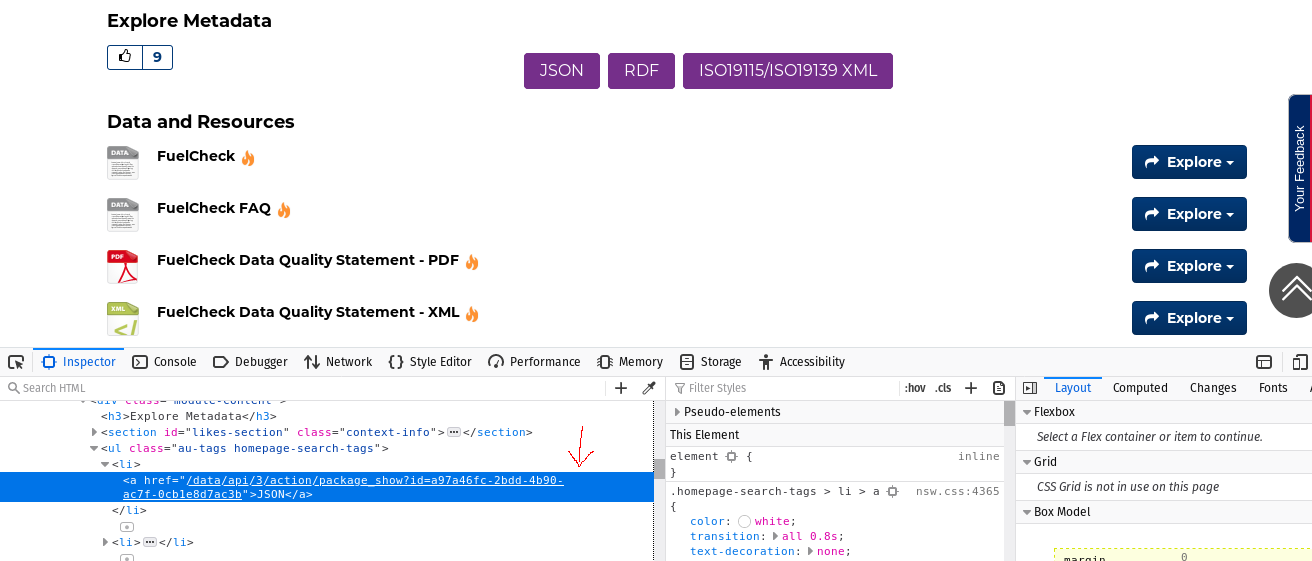 Explore Metadata
9
JSON RDF ISO19115/ISO19139 XML
Data and Resources
DATA FuelCheck Explore
DATA FuelCheck FAQ Explore
PDF FuelCheck Data Quality Statement - PDF Explore
XML FuelCheck Data Quality Statement - XML Explore
Your Feedback
Inspector Console Debugger Network Style Editor Performance Memory Storage Accessibility
Search HTML
<div class="module-content">
<h3>Explore Metadata</h3>
<section id="likes-section" class="context-info"></section>
<ul class="au-tags homepage-search-tags">
<li>
<a href="/data/api/3/action/package_show?id=a97a46fc-2bdd-4b90-
ac7f-0cb1e8d7ac3b">JSON</a>
</li>
<li></li>
Filter Styles :hov .cls
Pseudo-elements
This Element
element { inline
}
.homepage-search-tags > li > a nsw.css:4365
{
color: white;
transition: all 0.8s;
text-decoration: none;
Layout Computed Changes Fonts
Flexbox
Select a Flex container or item to continue.
Grid
CSS Grid is not in use on this page
Box Model
margin 0